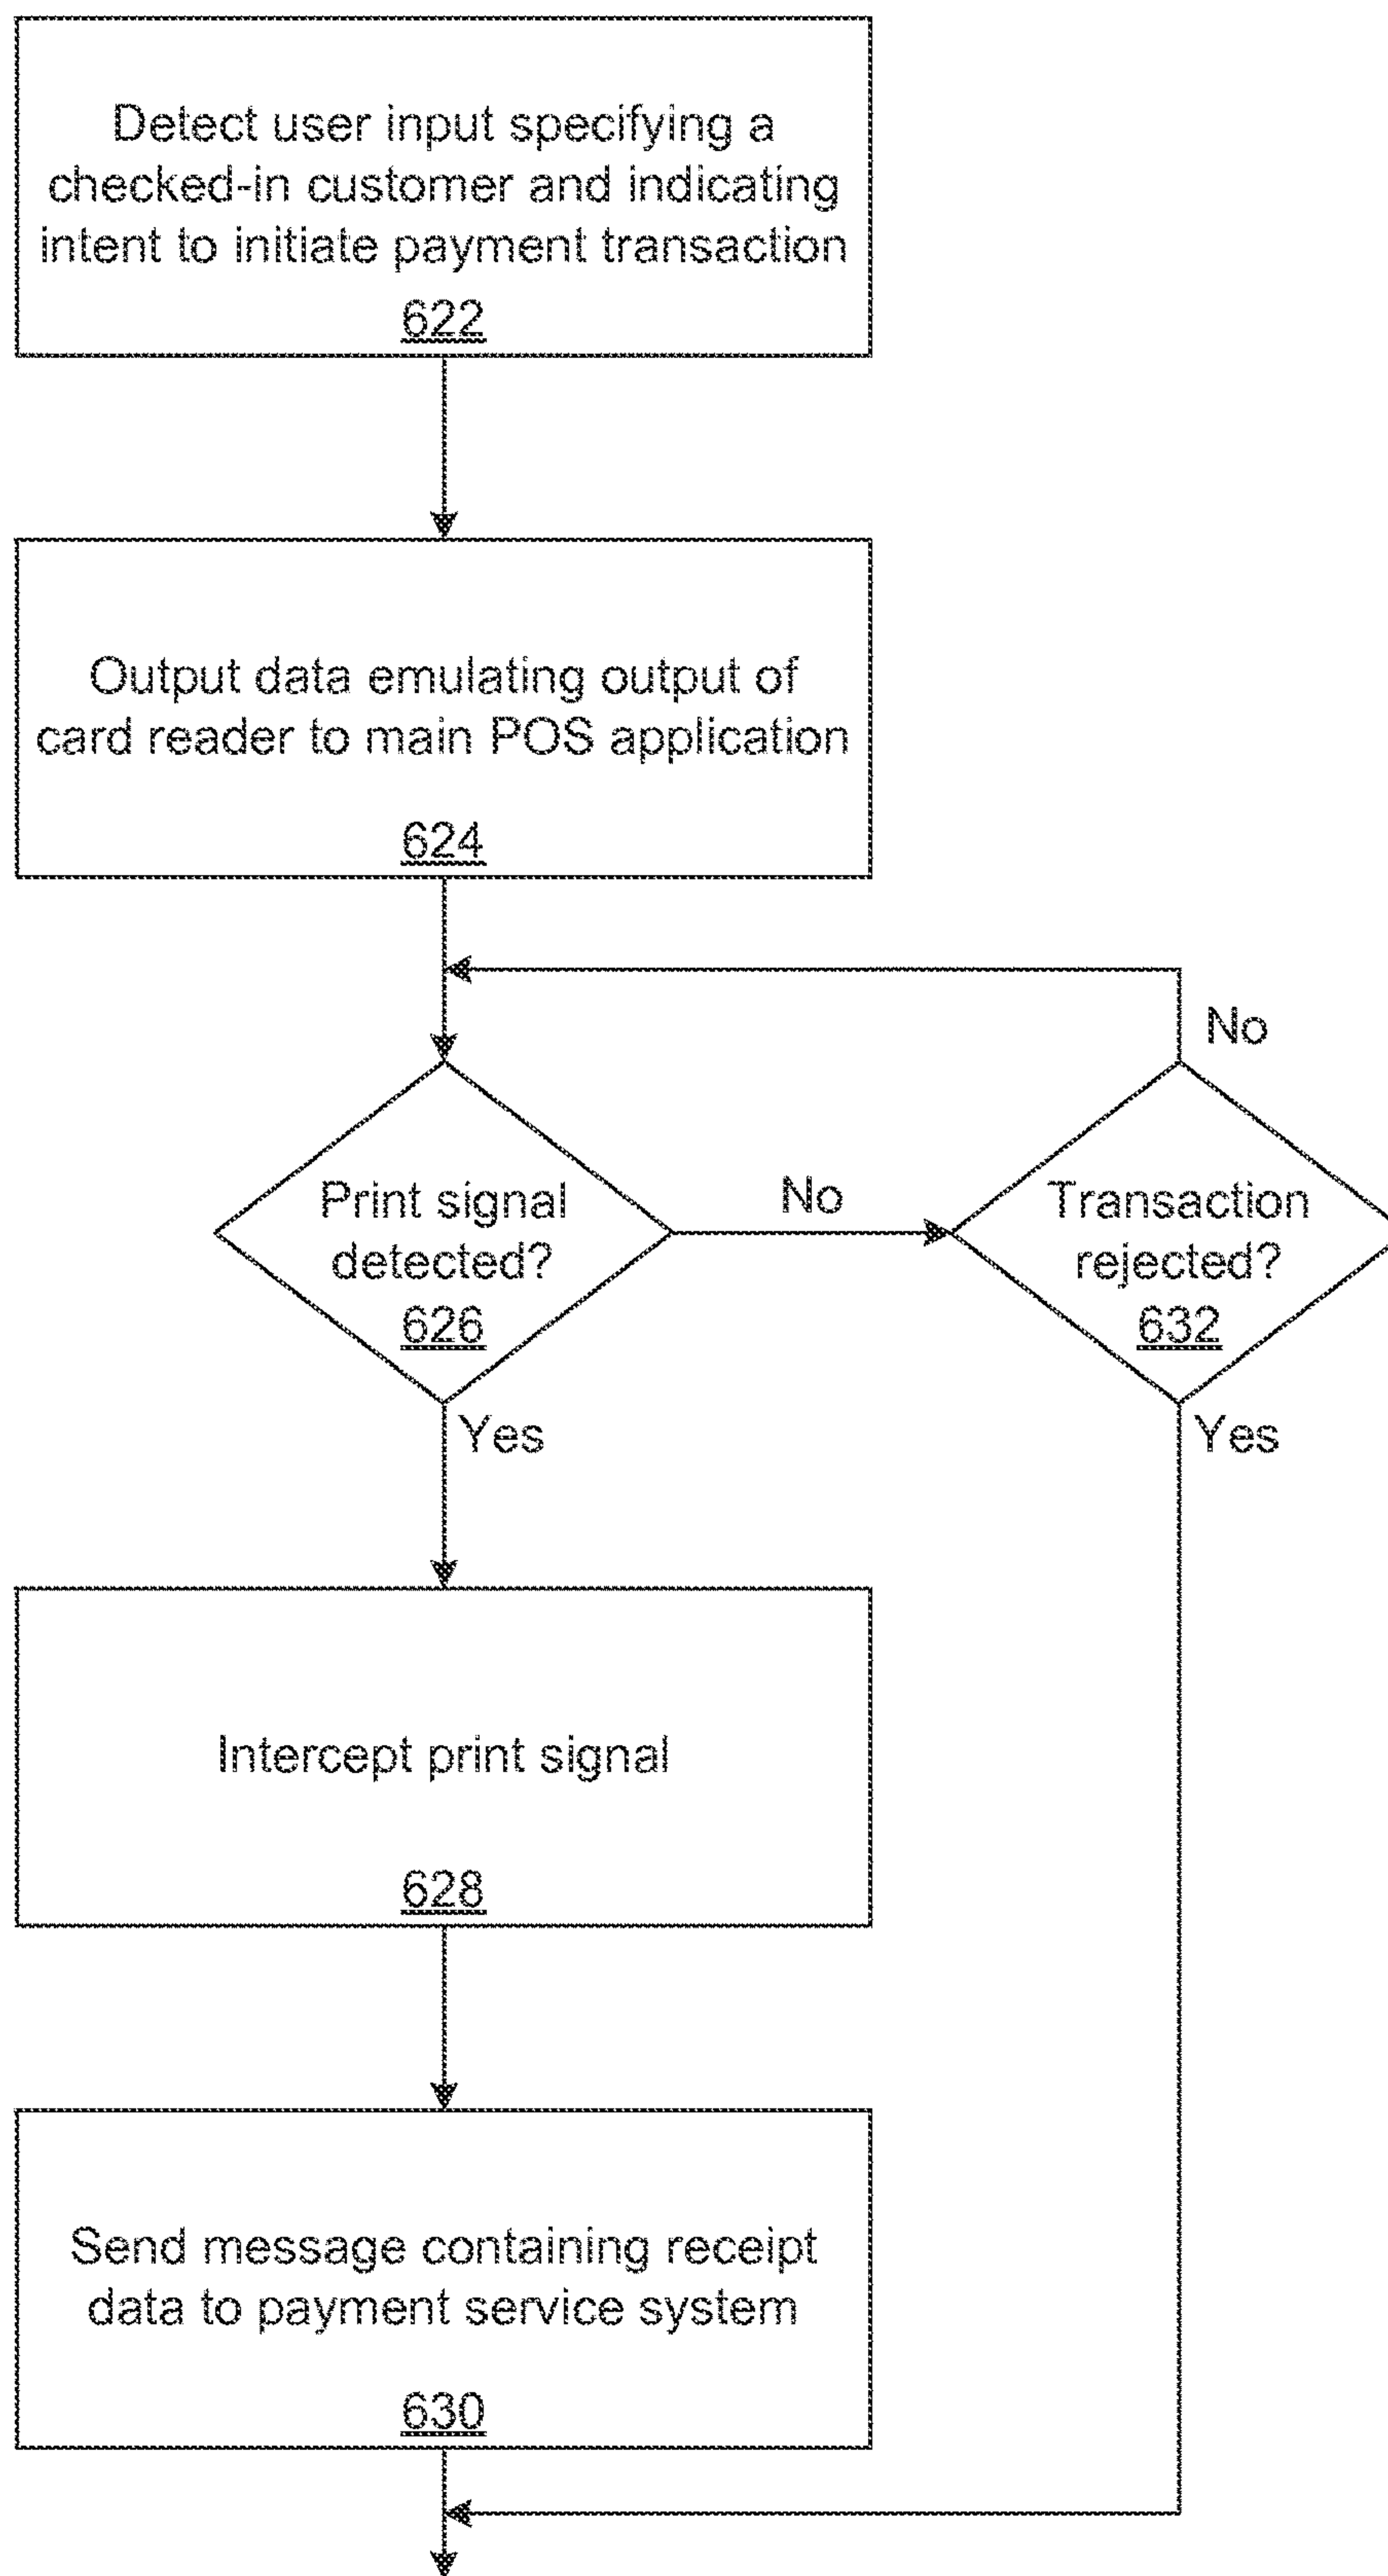 Detect user input specifying a
checked-in customer and indicating
intent to initiate payment transaction
622
Output data emulating output of
card reader to main POS application
624
No
Print signal
detected?
626
No
Transaction
rejected?
632
Yes
Yes
Intercept print signal
628
Send message containing receipt
data to payment service system
630